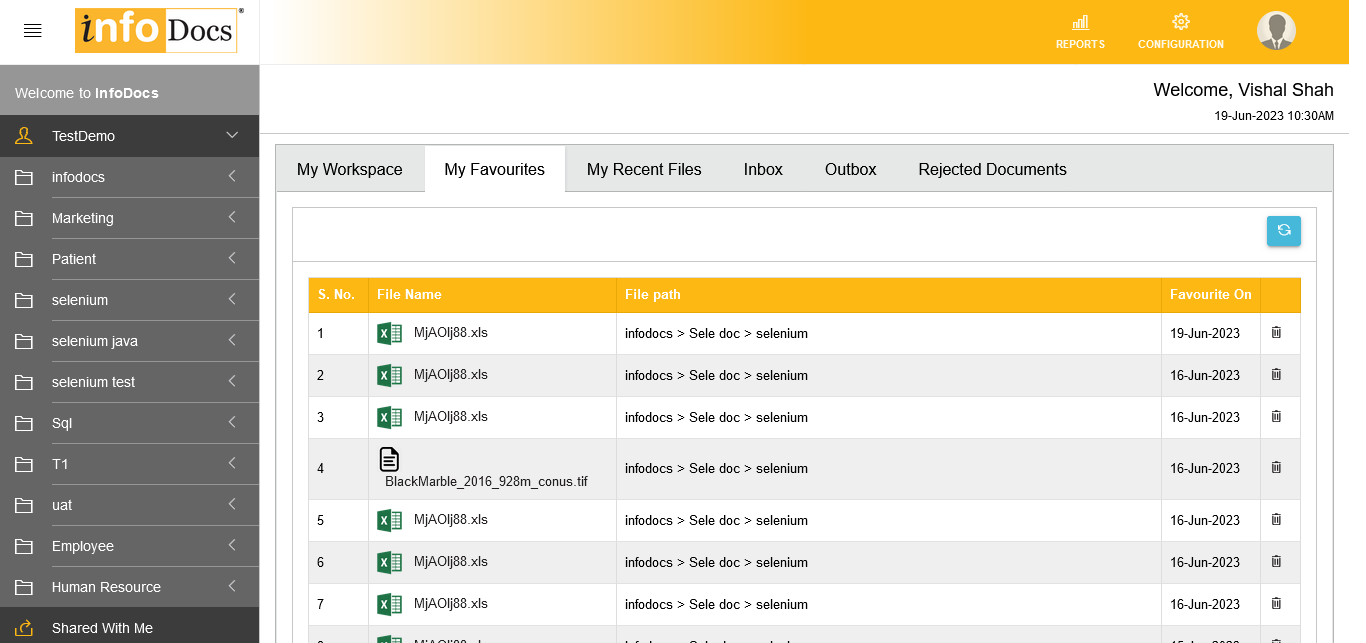 info Docs
REPORTS
CONFIGURATION
Welcome to InfoDocs
Welcome, Vishal Shah
19-Jun-2023 10:30AM
TestDemo
infodocs
Marketing
Patient
selenium
selenium java
selenium test
Sql
T1
uat
Employee
Human Resource
Shared With Me
My Workspace My Favourites My Recent Files Inbox Outbox Rejected Documents
S. No. File Name File path Favourite On
1 MjAOlj88.xls infodocs > Sele doc > selenium 19-Jun-2023
2 MjAOlj88.xls infodocs > Sele doc > selenium 16-Jun-2023
3 MjAOlj88.xls infodocs > Sele doc > selenium 16-Jun-2023
4 BlackMarble_2016_928m_conus.tif infodocs > Sele doc > selenium 16-Jun-2023
5 MjAOlj88.xls infodocs > Sele doc > selenium 16-Jun-2023
6 MjAOlj88.xls infodocs > Sele doc > selenium 16-Jun-2023
7 MjAOlj88.xls infodocs > Sele doc > selenium 16-Jun-2023